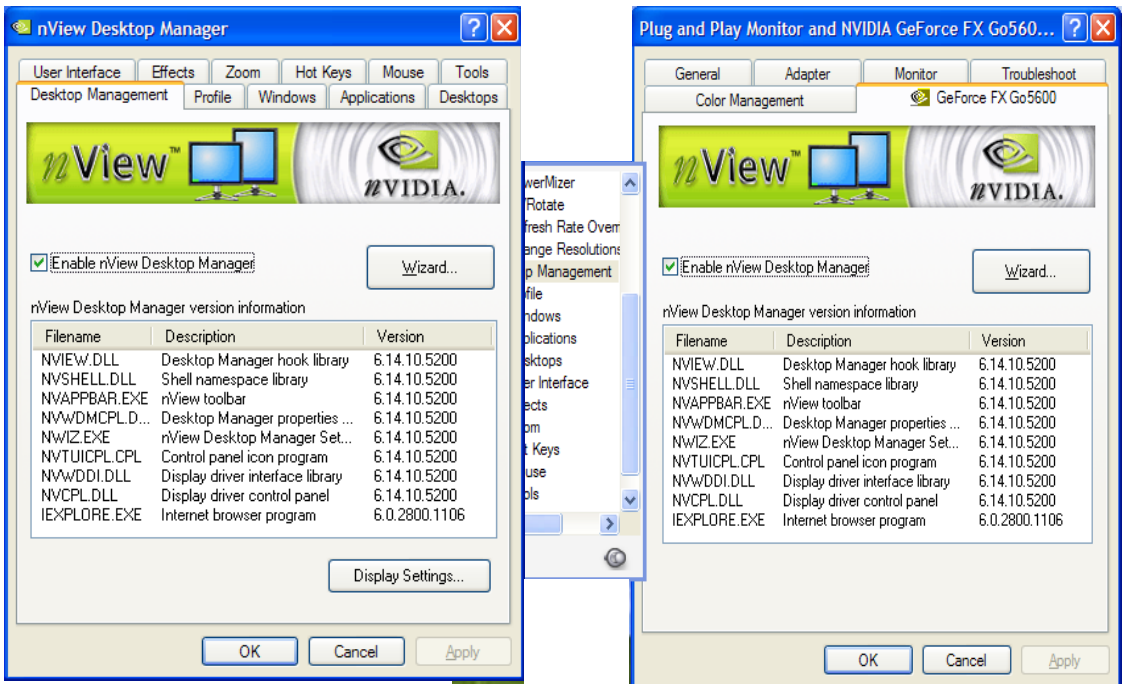 nView Desktop Manager
User Interface Effects Zoom Hot Keys Mouse Tools
Desktop Management Profile Windows Applications Desktops
nView™ nVIDIA.
Enable nView Desktop Manager
Wizard...
nView Desktop Manager version information
Filename Description Version
NVIEW.DLL Desktop Manager hook library 6.14.10.5200
NVSHELL.DLL Shell namespace library 6.14.10.5200
NVAPPBAR.EXE nView toolbar 6.14.10.5200
NVWDMCPL.D... Desktop Manager properties ... 6.14.10.5200
NWIZ.EXE nView Desktop Manager Set... 6.14.10.5200
NVTUICPL.CPL Control panel icon program 6.14.10.5200
NVWDDI.DLL Display driver interface library 6.14.10.5200
NVCPL.DLL Display driver control panel 6.14.10.5200
IEXPLORE.EXE Internet browser program 6.0.2800.1106
Display Settings...
OK Cancel Apply
werMizer
Rotate
fresh Rate Overr
ange Resolutions
p Management
file
ndows
plications
sktops
er Interface
ects
om
t Keys
use
ols
Plug and Play Monitor and NVIDIA GeForce FX Go560...
General Adapter Monitor Troubleshoot
Color Management GeForce FX Go5600
nView™ nVIDIA.
Enable nView Desktop Manager
Wizard...
nView Desktop Manager version information
Filename Description Version
NVIEW.DLL Desktop Manager hook library 6.14.10.5200
NVSHELL.DLL Shell namespace library 6.14.10.5200
NVAPPBAR.EXE nView toolbar 6.14.10.5200
NVWDMCPL.D... Desktop Manager properties ... 6.14.10.5200
NWIZ.EXE nView Desktop Manager Set... 6.14.10.5200
NVTUICPL.CPL Control panel icon program 6.14.10.5200
NVWDDI.DLL Display driver interface library 6.14.10.5200
NVCPL.DLL Display driver control panel 6.14.10.5200
IEXPLORE.EXE Internet browser program 6.0.2800.1106
OK Cancel Apply